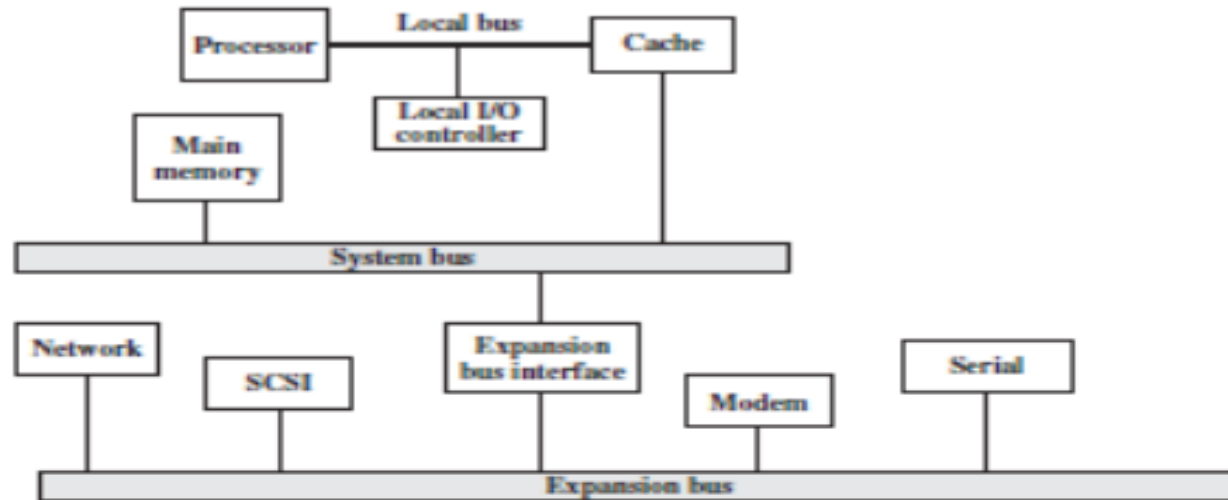 Local bus
Processor
Cache
Local I/O
controller
Main
memory
System bus
Network
SCSI
Expansion
bus interface
Modem
Serial
Expansion bus